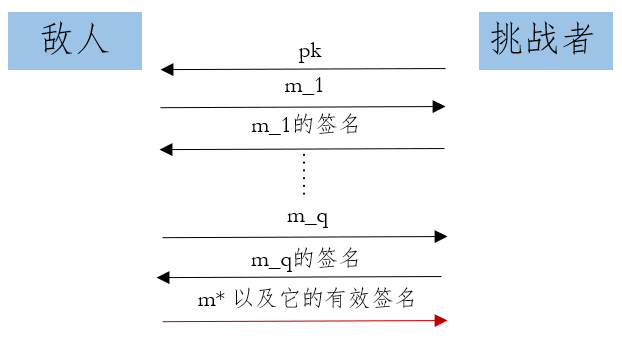 敌人
挑战者
pk
m_1
m_1的签名
m_q
m_q的签名
m* 以及它的有效签名